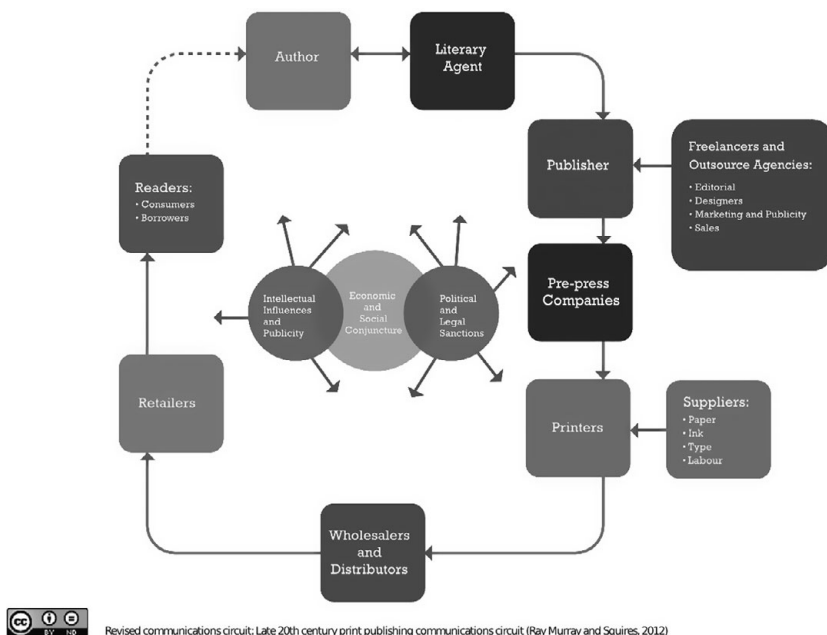 Author
Literary
Agent
Publisher
Freelancers and
Outsource Agencies:
• Editorial
• Designers
• Marketing and Publicity
• Sales
Readers:
• Consumers
• Borrowers
Pre-press
Companies
Intellectual
Influences
and
Publicity
Economic
and
Social
Conjuncture
Political
and
Legal
Sanctions
Retailers
Printers
Suppliers:
• Paper
• Ink
• Type
• Labour
Wholesalers
and
Distributors
cc
BY ND
Revised communications circuit: Late 20th century print publishing communications circuit (Ray Murray and Squires, 2012)